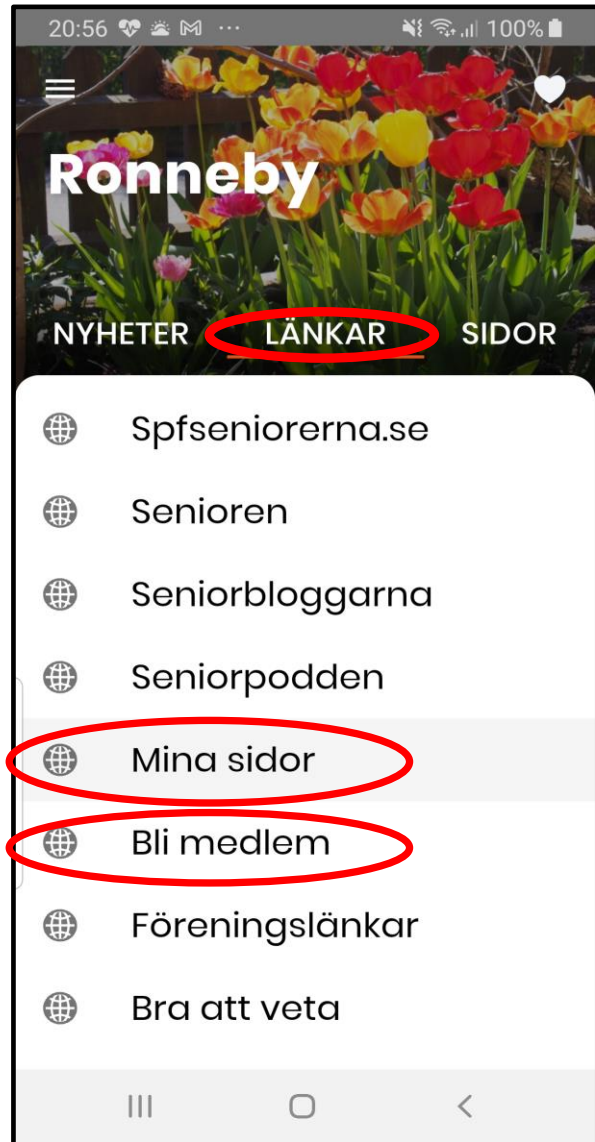 20:56 ... 100%
Ronneby
NYHETER LÄNKAR SIDOR
Spfseniorerna.se
Senioren
Seniorbloggarna
Seniorpodden
Mina sidor
Bli medlem
Föreningslänkar
Bra att veta